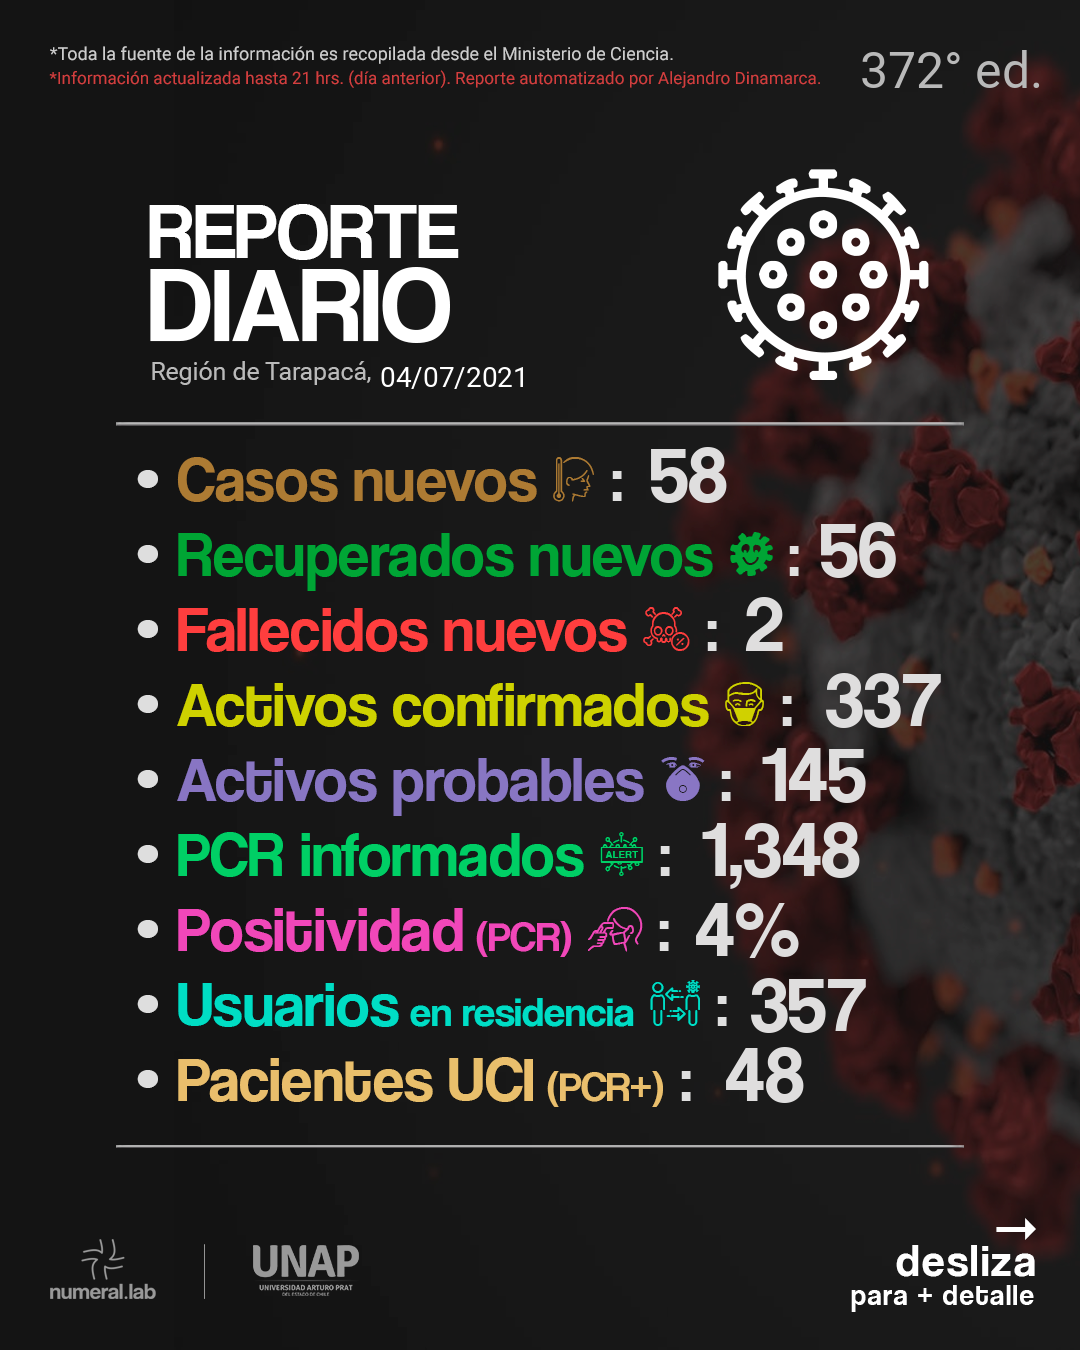 *Toda la fuente de la información es recopilada desde el Ministerio de Ciencia.
*Información actualizada hasta 21 hrs. (día anterior). Reporte automatizado por Alejandro Dinamarca.
372° ed.
REPORTE
DIARIO
Región de Tarapacá, 04/07/2021
• Casos nuevos : 58
• Recuperados nuevos : 56
• Fallecidos nuevos : 2
• Activos confirmados : 337
• Activos probables : 145
• PCR informados ALERT : 1,348
• Positividad (PCR) : 4%
• Usuarios en residencia : 357
• Pacientes UCI (PCR+) : 48
numeral.lab
UNAP
UNIVERSIDAD ARTURO PRAT
DEL ESTADO DE CHILE
desliza
para + detalle